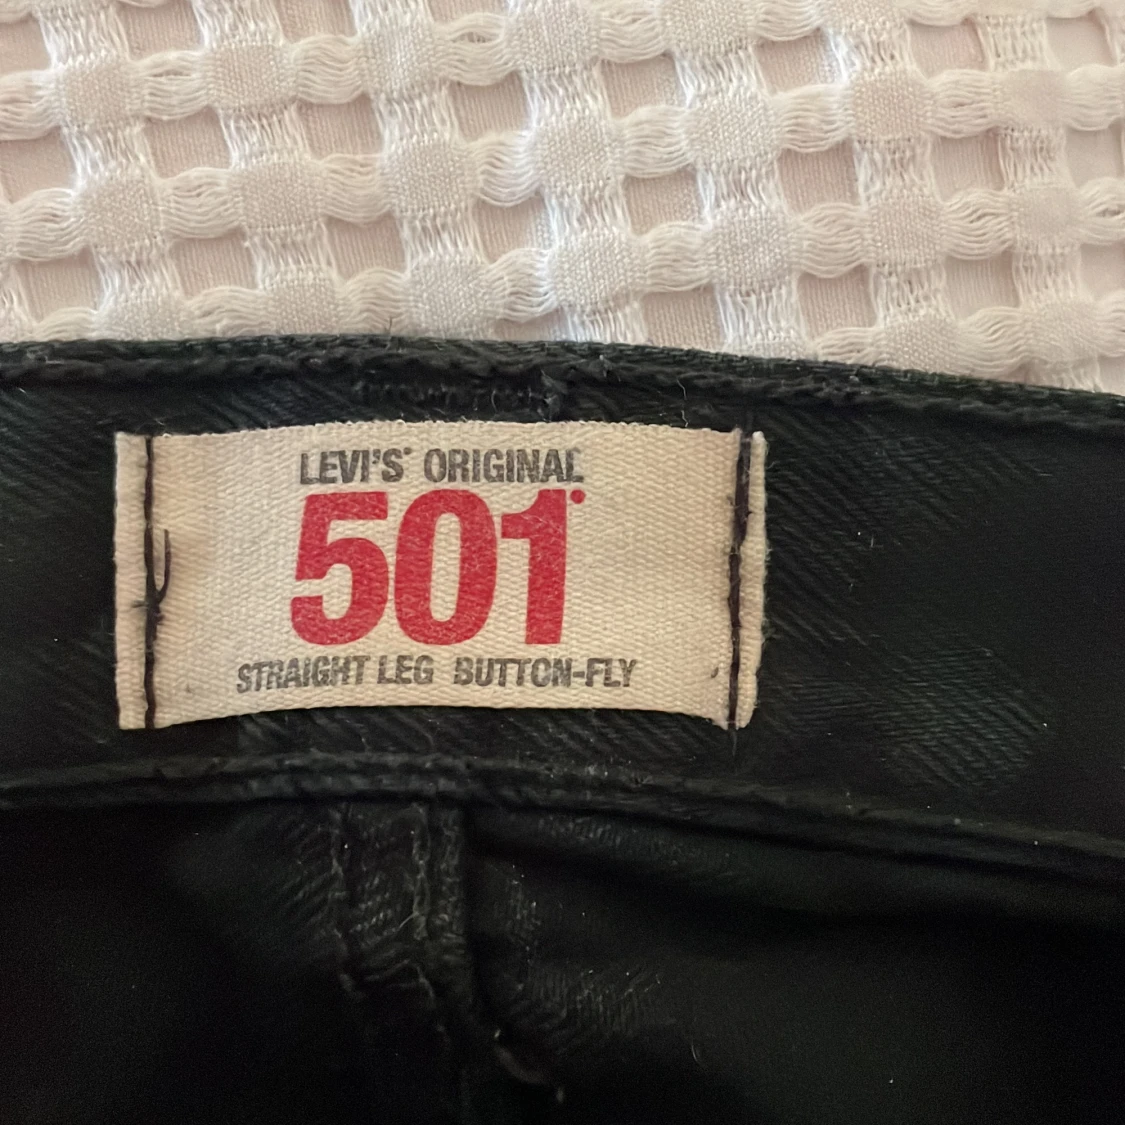 LEVI'S® ORIGINAL
501®
STRAIGHT LEG BUTTON-FLY